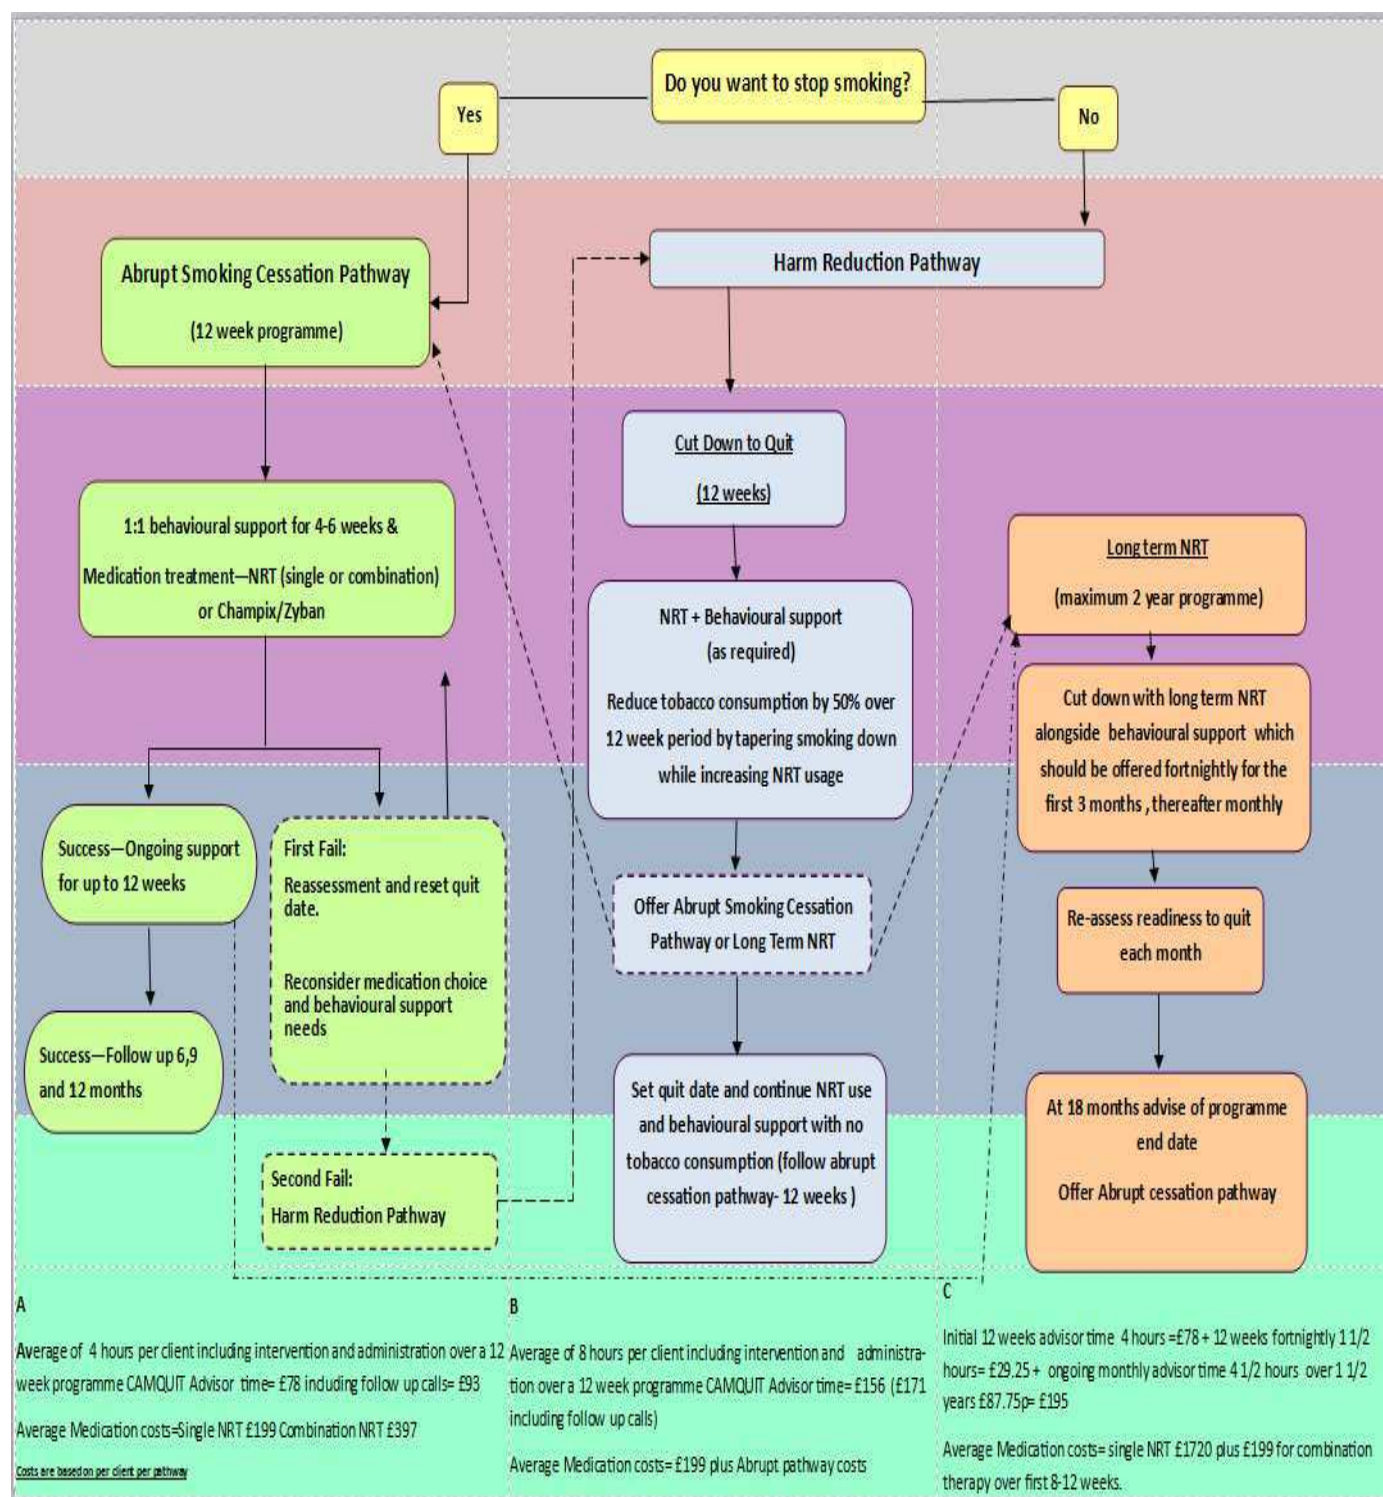 Do you want to stop smoking?
Yes
No
Abrupt Smoking Cessation Pathway
(12 week programme)
Harm Reduction Pathway
1:1 behavioural support for 4-6 weeks &
Medication treatment—NRT (single or combination)
or Champix/Zyban
Cut Down to Quit
(12 weeks)
NRT + Behavioural support
(as required)
Reduce tobacco consumption by 50% over
12 week period by tapering smoking down
while increasing NRT usage
Long term NRT
(maximum 2 year programme)
Cut down with long term NRT
alongside behavioural support which
should be offered fortnightly for the
first 3 months , thereafter monthly
Success—Ongoing support
for up to 12 weeks
First Fail:
Reassessment and reset quit
date.
Reconsider medication choice
and behavioural support
needs
Offer Abrupt Smoking Cessation
Pathway or Long Term NRT
Re-assess readiness to quit
each month
Success—Follow up 6,9
and 12 months
Set quit date and continue NRT use
and behavioural support with no
tobacco consumption (follow abrupt
cessation pathway- 12 weeks )
At 18 months advise of programme
end date
Offer Abrupt cessation pathway
Second Fail:
Harm Reduction Pathway
A
Average of 4 hours per client including intervention and administration over a 12
week programme CAMQUIT Advisor time= £78 including follow up calls= £93
Average Medication costs=Single NRT £199 Combination NRT £397
Costs are based on per client per pathway
B
Average of 8 hours per client including intervention and administra-
tion over a 12 week programme CAMQUIT Advisor time= £156 (£171
including follow up calls)
Average Medication costs= £199 plus Abrupt pathway costs
C
Initial 12 weeks advisor time 4 hours =£78 + 12 weeks fortnightly 1 1/2
hours= £29.25 + ongoing monthly advisor time 4 1/2 hours over 1 1/2
years £87.75p= £195
Average Medication costs= single NRT £1720 plus £199 for combination
therapy over first 8-12 weeks.